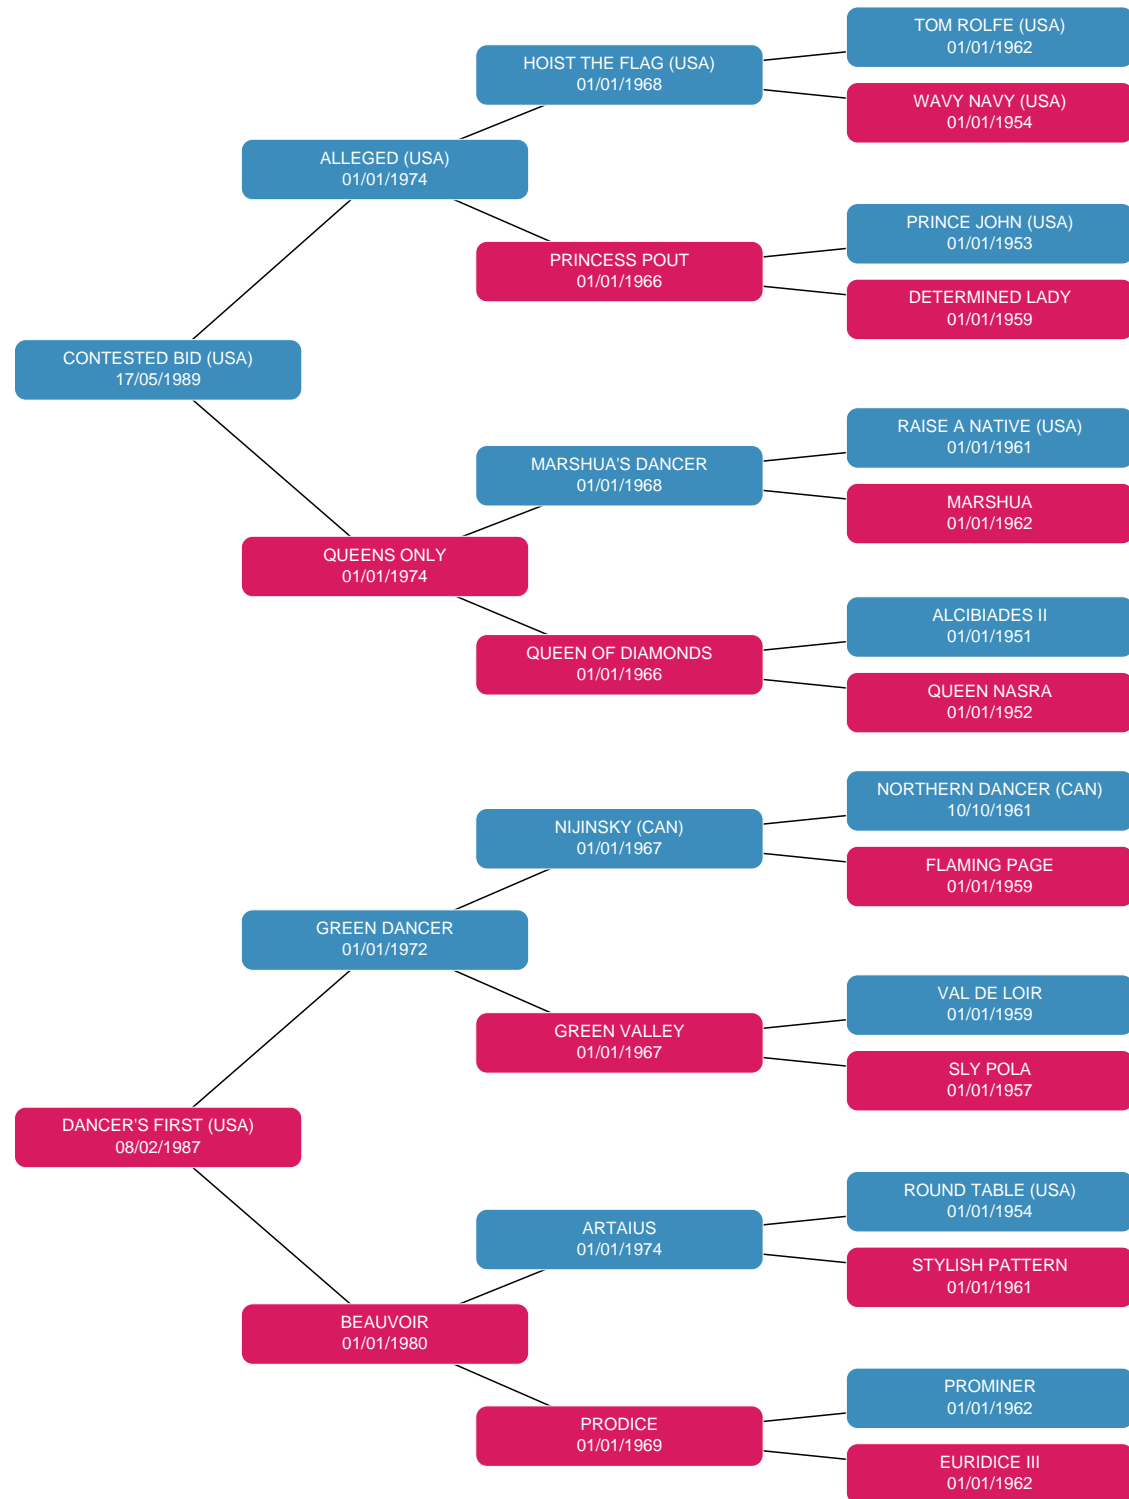 TOM ROLFE (USA)
01/01/1962
HOIST THE FLAG (USA)
01/01/1968
WAVY NAVY (USA)
01/01/1954
ALLEGED (USA)
01/01/1974
PRINCE JOHN (USA)
01/01/1953
PRINCESS POUT
01/01/1966
DETERMINED LADY
01/01/1959
CONTESTED BID (USA)
17/05/1989
RAISE A NATIVE (USA)
01/01/1961
MARSHUA'S DANCER
01/01/1968
MARSHUA
01/01/1962
QUEENS ONLY
01/01/1974
ALCIBIADES II
01/01/1951
QUEEN OF DIAMONDS
01/01/1966
QUEEN NASRA
01/01/1952
NORTHERN DANCER (CAN)
10/10/1961
NIJINSKY (CAN)
01/01/1967
FLAMING PAGE
01/01/1959
GREEN DANCER
01/01/1972
VAL DE LOIR
01/01/1959
GREEN VALLEY
01/01/1967
SLY POLA
01/01/1957
DANCER'S FIRST (USA)
08/02/1987
ROUND TABLE (USA)
01/01/1954
ARTAIUS
01/01/1974
STYLISH PATTERN
01/01/1961
BEAUVOIR
01/01/1980
PROMINER
01/01/1962
PRODICE
01/01/1969
EURIDICE III
01/01/1962